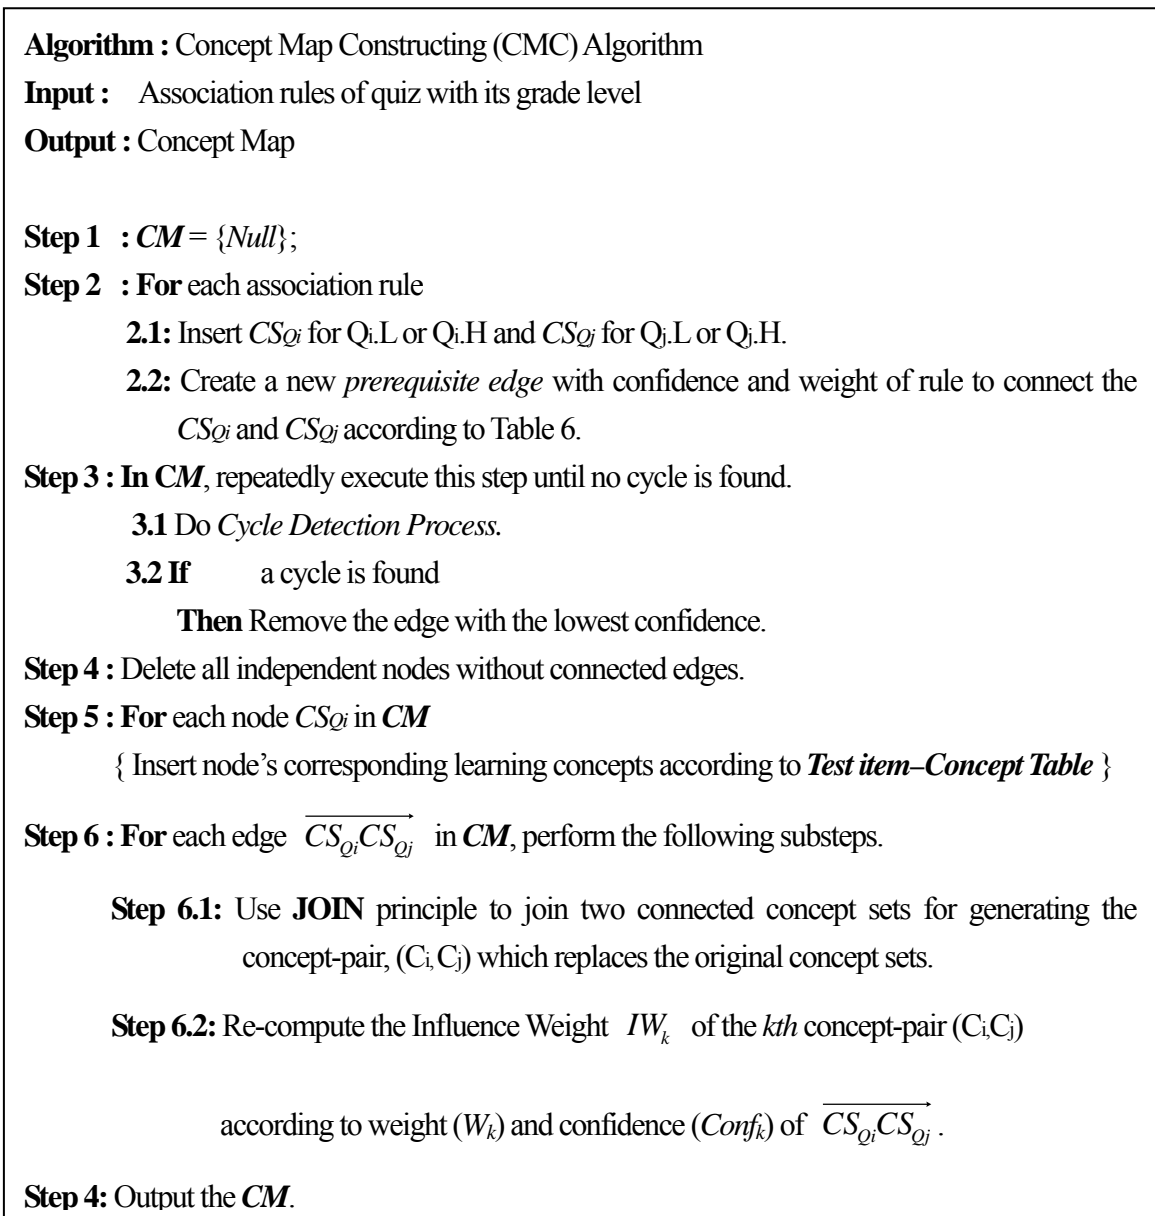 Algorithm : Concept Map Constructing (CMC) Algorithm
Input : Association rules of quiz with its grade level
Output : Concept Map
Step 1 : CM = {Null};
Step 2 : For each association rule
2.1: Insert CSQi for Qi.L or Qi.H and CSQj for Qj.L or Qj.H.
2.2: Create a new prerequisite edge with confidence and weight of rule to connect the
CSQi and CSQj according to Table 6.
Step 3 : In CM, repeatedly execute this step until no cycle is found.
3.1 Do Cycle Detection Process.
3.2 If a cycle is found
Then Remove the edge with the lowest confidence.
Step 4 : Delete all independent nodes without connected edges.
Step 5 : For each node CSQi in CM
{ Insert node's corresponding learning concepts according to Test item–Concept Table }
Step 6 : For each edge CSQiCSQj in CM, perform the following substeps.
Step 6.1: Use JOIN principle to join two connected concept sets for generating the
concept-pair, (Ci, Cj) which replaces the original concept sets.
Step 6.2: Re-compute the Influence Weight IWk of the kth concept-pair (Ci,Cj)
according to weight (Wk) and confidence (Confk) of CSQiCSQj .
Step 4: Output the CM.